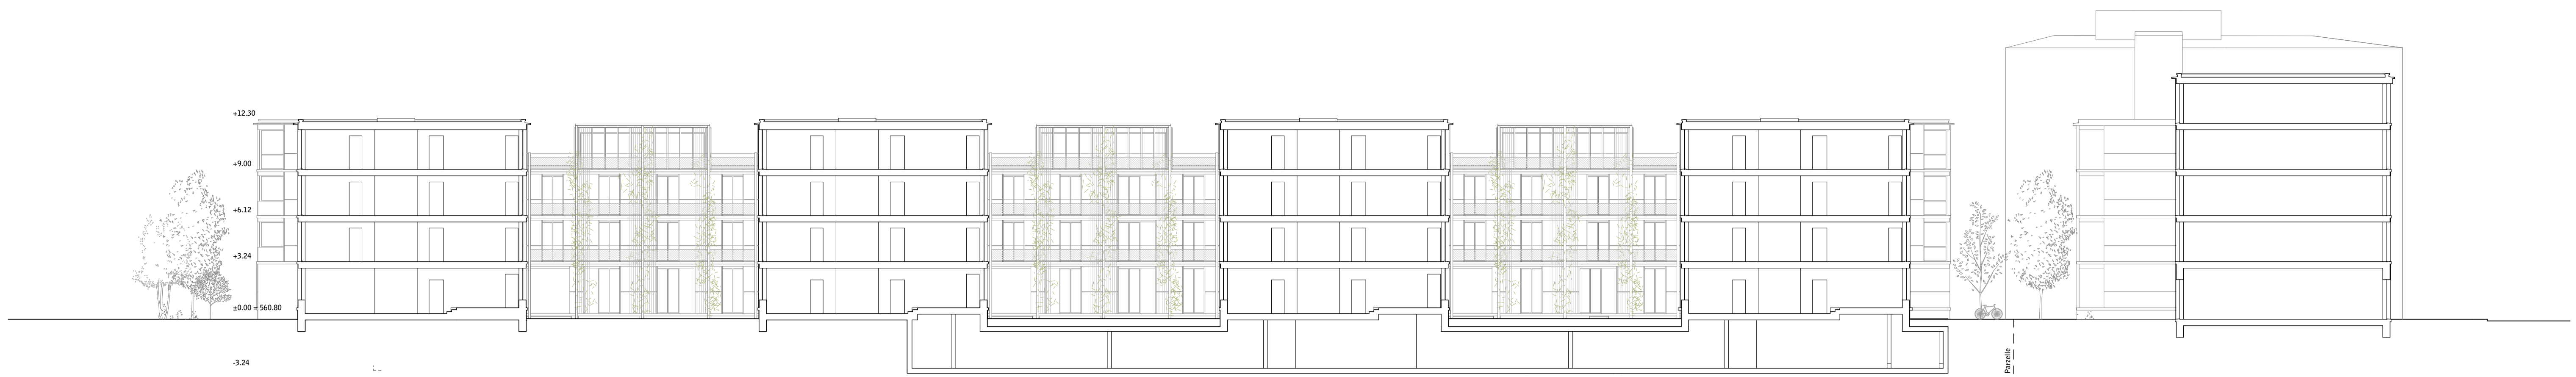 +12.30
+9.00
+6.12
+3.24
±0.00 = 560.80
-3.24
Parzelle